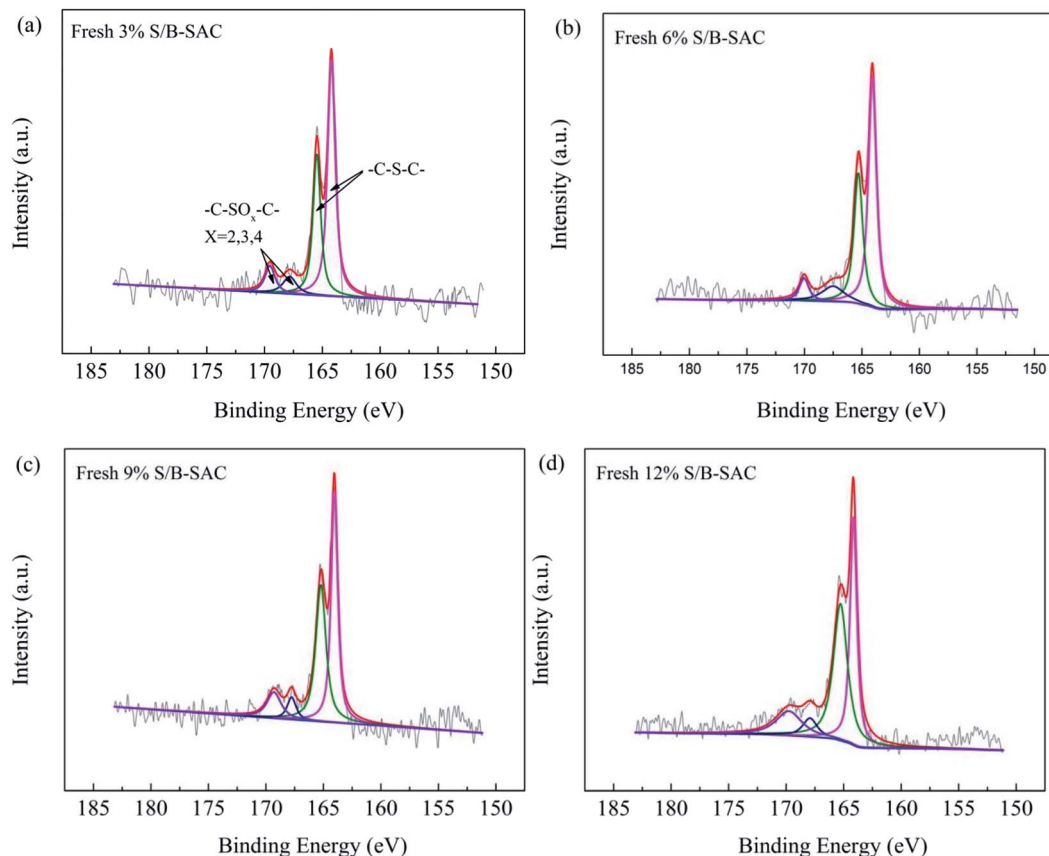 (a)
Fresh 3% S/B-SAC
-C-S-C-
-C-SOₓ-C-
X=2,3,4
Intensity (a.u.)
185 180 175 170 165 160 155 150
Binding Energy (eV)
(b)
Fresh 6% S/B-SAC
Intensity (a.u.)
185 180 175 170 165 160 155 150
Binding Energy (eV)
(c)
Fresh 9% S/B-SAC
Intensity (a.u.)
185 180 175 170 165 160 155 150
Binding Energy (eV)
(d)
Fresh 12% S/B-SAC
Intensity (a.u.)
185 180 175 170 165 160 155 150
Binding Energy (eV)